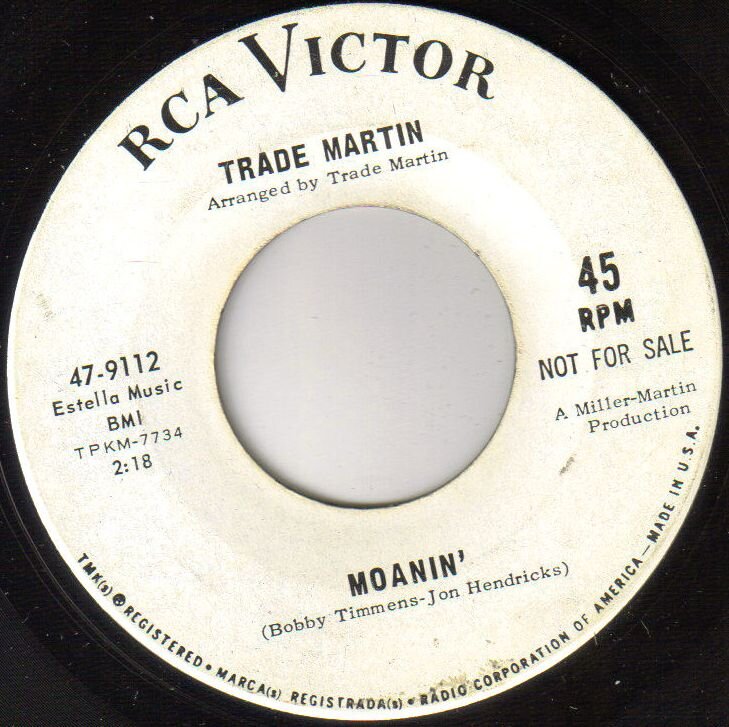 RCA VICTOR
TRADE MARTIN
Arranged by Trade Martin
45
RPM
NOT FOR SALE
A Miller-Martin
Production
47-9112
Estella Music
BMI
TPKM-7734
2:18
MOANIN'
(Bobby Timmens-Jon Hendricks)
TMK(s) ® REGISTERED • MARCA(s) REGISTRADA(s) • RADIO CORPORATION OF AMERICA—MADE IN U.S.A.